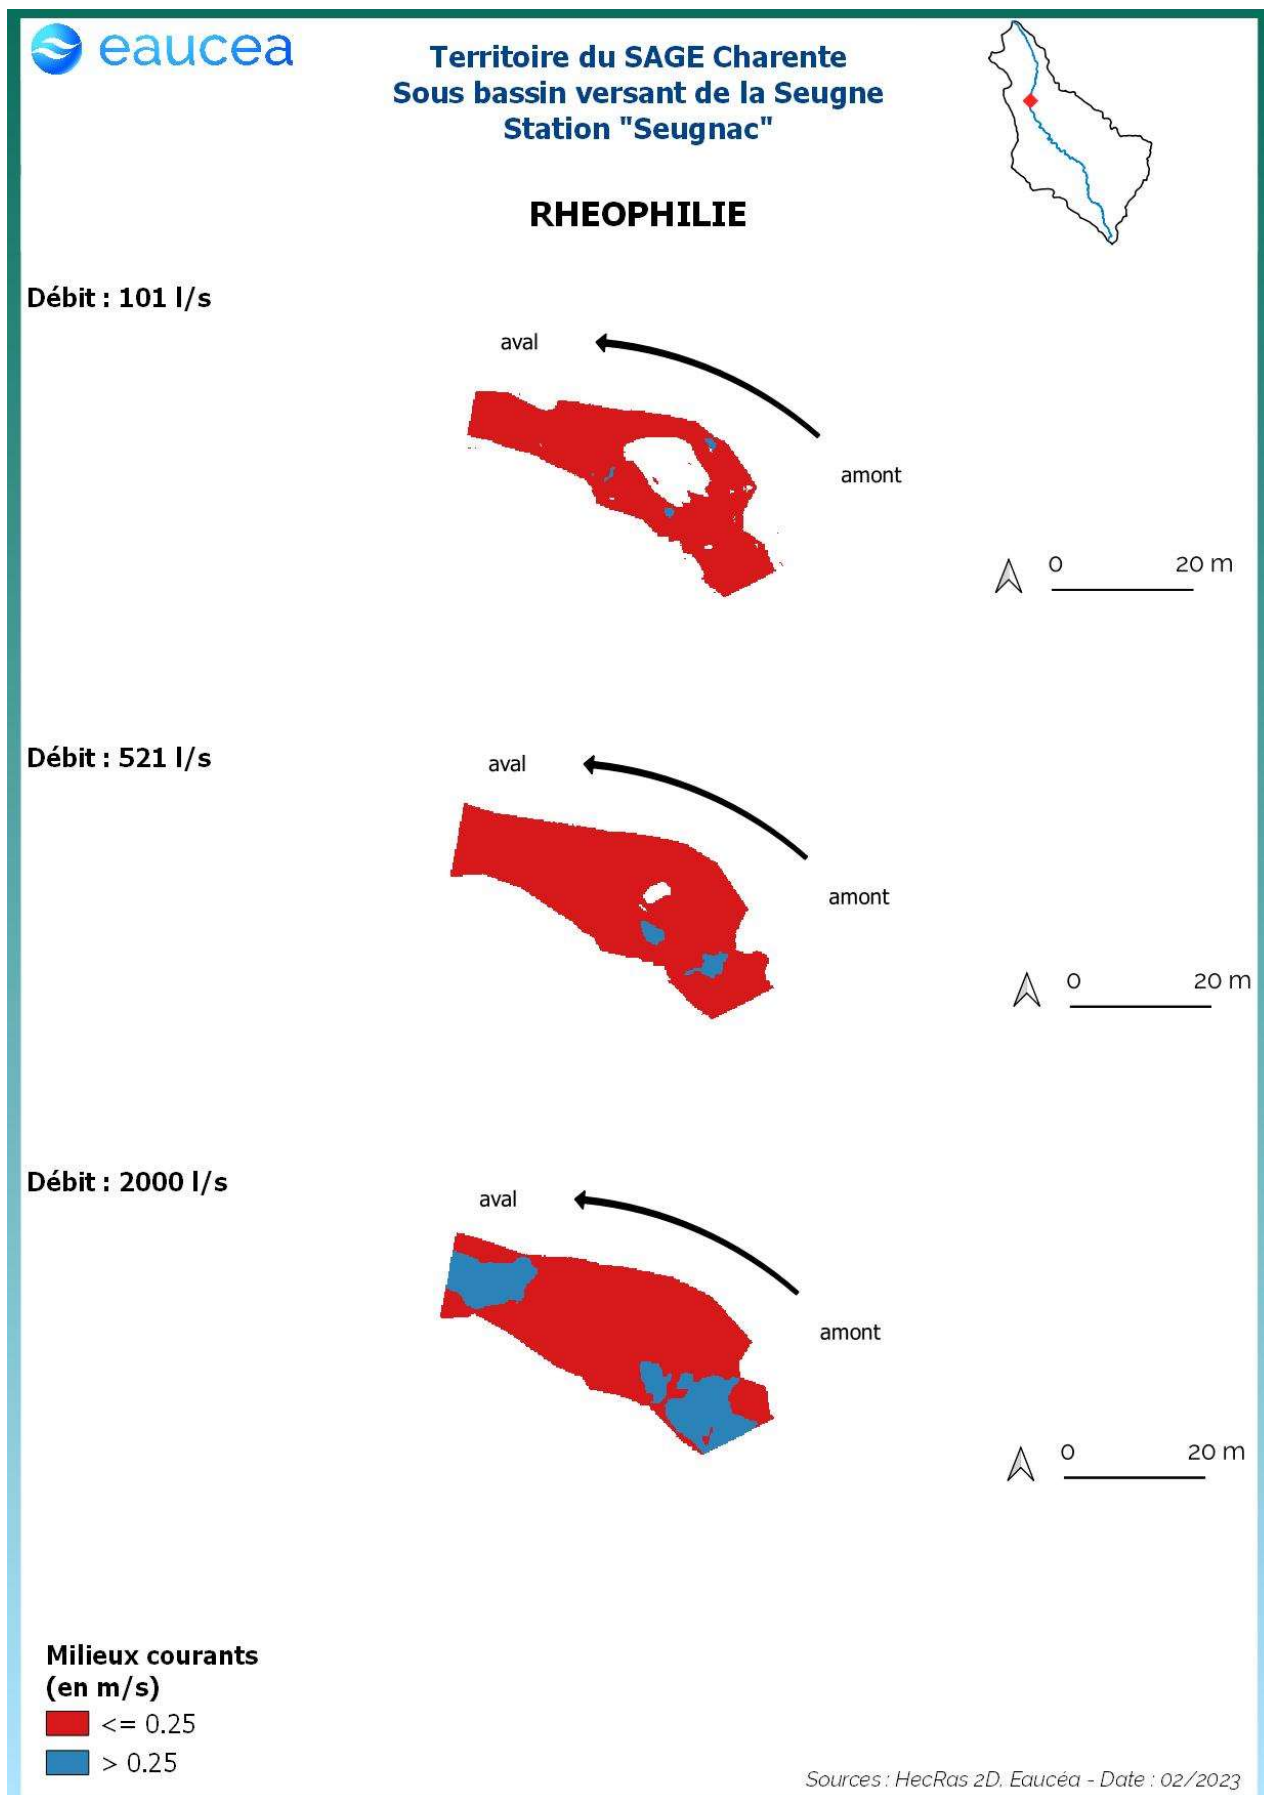 eaucea
Territoire du SAGE Charente
Sous bassin versant de la Seugne
Station "Seugnac"
RHEOPHILIE
Débit : 101 l/s
aval
amont
0 20 m
Débit : 521 l/s
aval
amont
0 20 m
Débit : 2000 l/s
aval
amont
0 20 m
Milieux courants
(en m/s)
<= 0.25
> 0.25
Sources : HecRas 2D. Eaucéa - Date : 02/2023